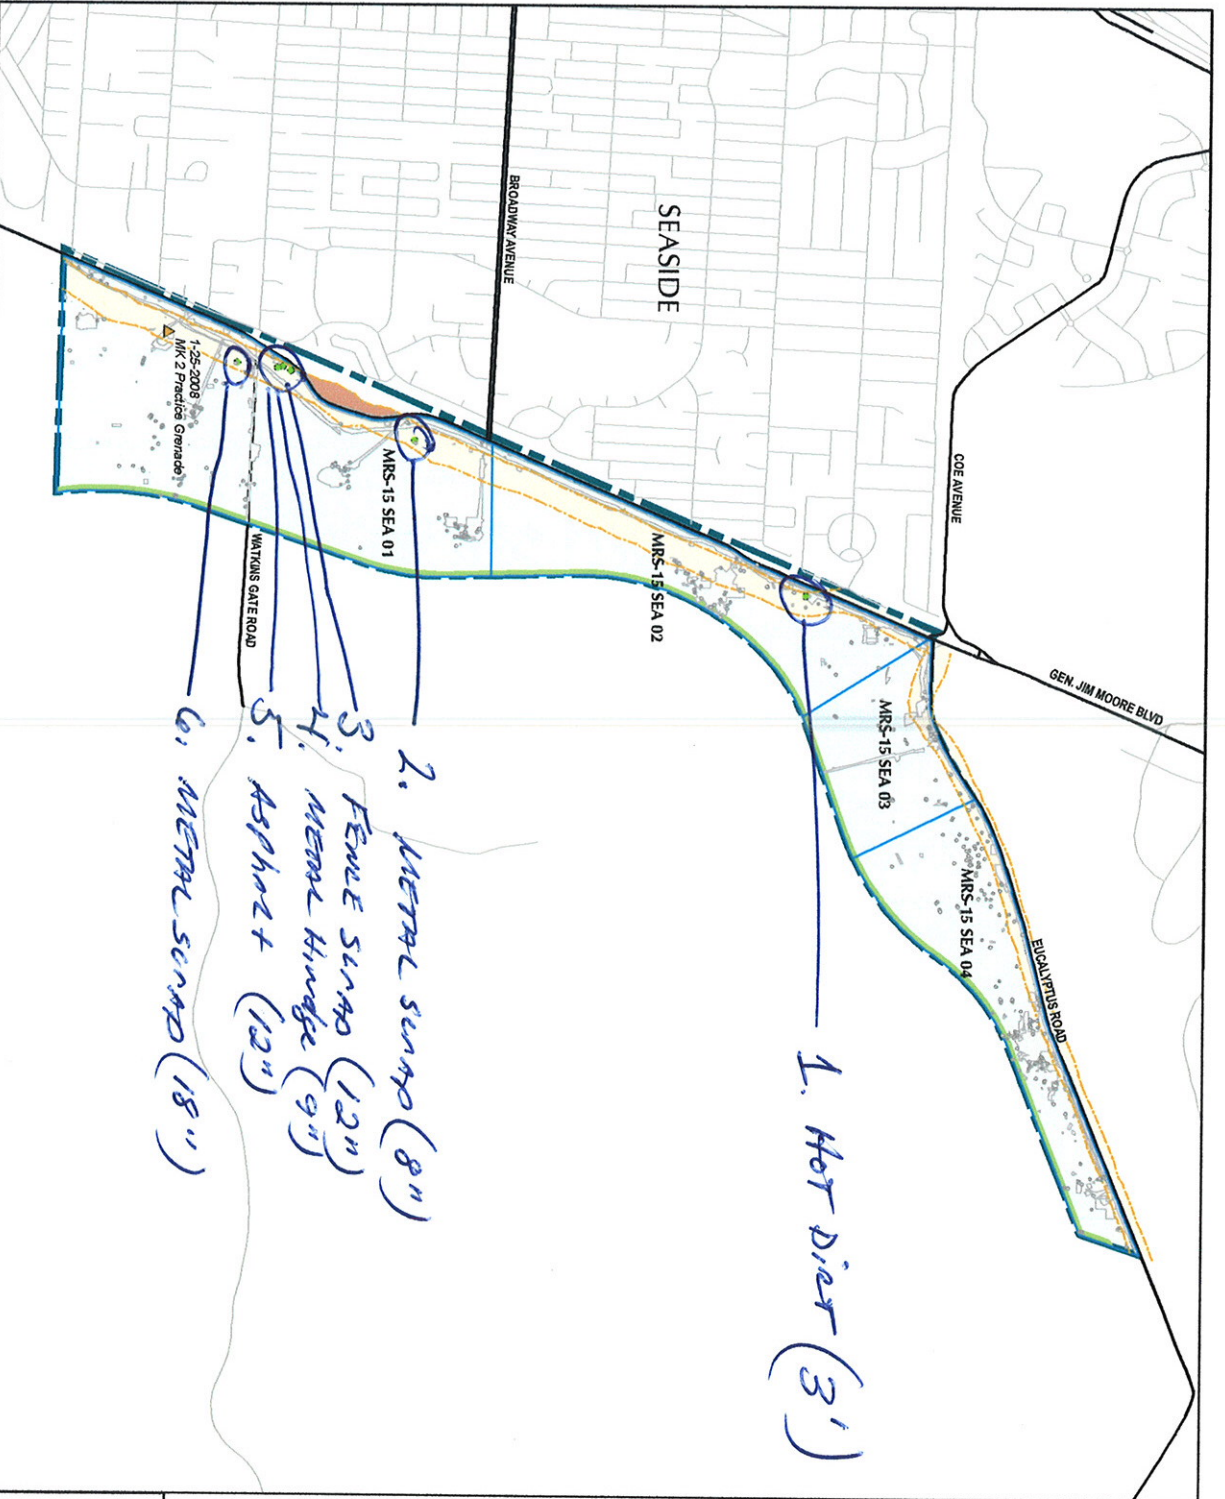 SEASIDE
BROADWAY AVENUE
COE AVENUE
GEN. JIM MOORE BLVD
EUCALYPTUS ROAD
WATKINS GATE ROAD
MRS-15 SEA 01
MRS-15 SEA 02
MRS-15 SEA 03
MRS-15 SEA 04
1-25-2008
MK 2 Practice Grenade
1. HOT DIRT (3')
2. METAL SCRAP (8")
3. FENCE SCRAP (12")
4. METAL HINDGE (9")
5. ASPHALT (12")
6. METAL SCRAP (18")